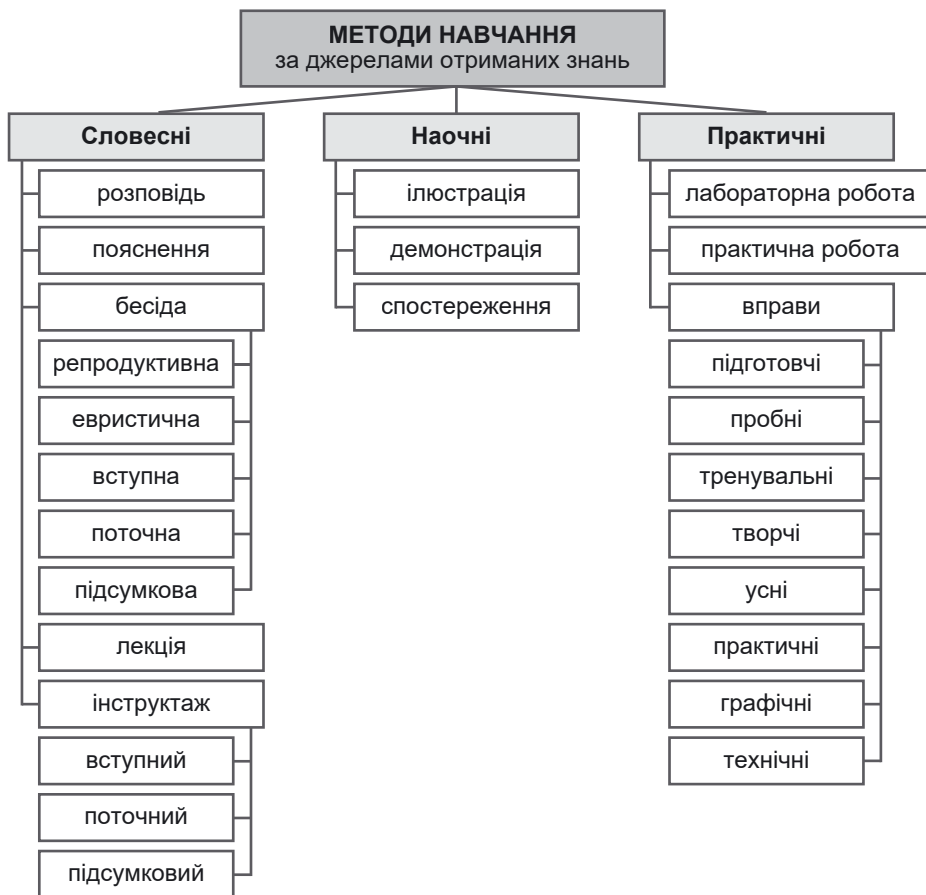 МЕТОДИ НАВЧАННЯ
за джерелами отриманих знань
Словесні
розповідь
пояснення
бесіда
репродуктивна
евристична
вступна
поточна
підсумкова
лекція
інструктаж
вступний
поточний
підсумковий
Наочні
ілюстрація
демонстрація
спостереження
Практичні
лабораторна робота
практична робота
вправи
підготовчі
пробні
тренувальні
творчі
усні
практичні
графічні
технічні